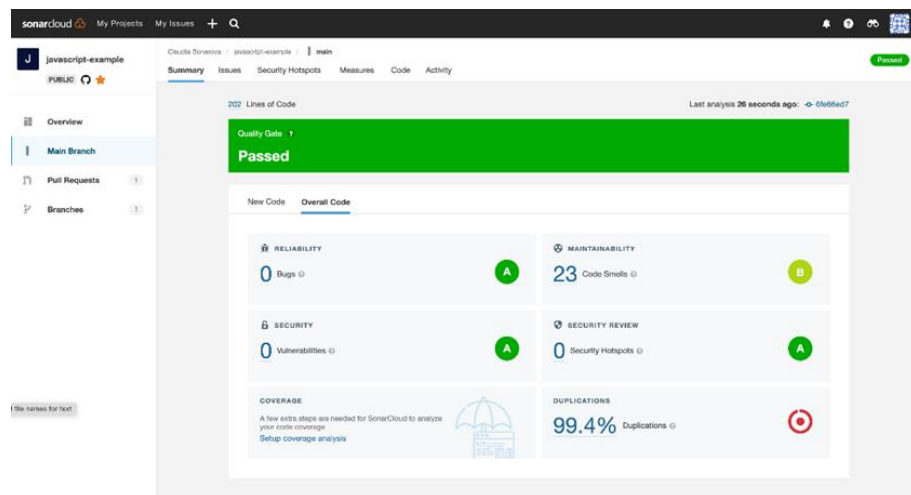 sonarcloud My Projects My Issues
J javascript-example
PUBLIC
Overview
Main Branch
Pull Requests 1
Branches 1
javascript-example / main
Summary Issues Security Hotspots Measures Code Activity
Passed
202 Lines of Code
Last analysis 26 seconds ago: 6fe66ed7
Quality Gate ?
Passed
New Code Overall Code
RELIABILITY
0 Bugs ?
A
MAINTAINABILITY
23 Code Smells ?
B
SECURITY
0 Vulnerabilities ?
A
SECURITY REVIEW
0 Security Hotspots ?
A
COVERAGE
A few extra steps are needed for SonarCloud to analyze
your code coverage
Setup coverage analysis
DUPLICATIONS
99.4% Duplications ?
file names for text